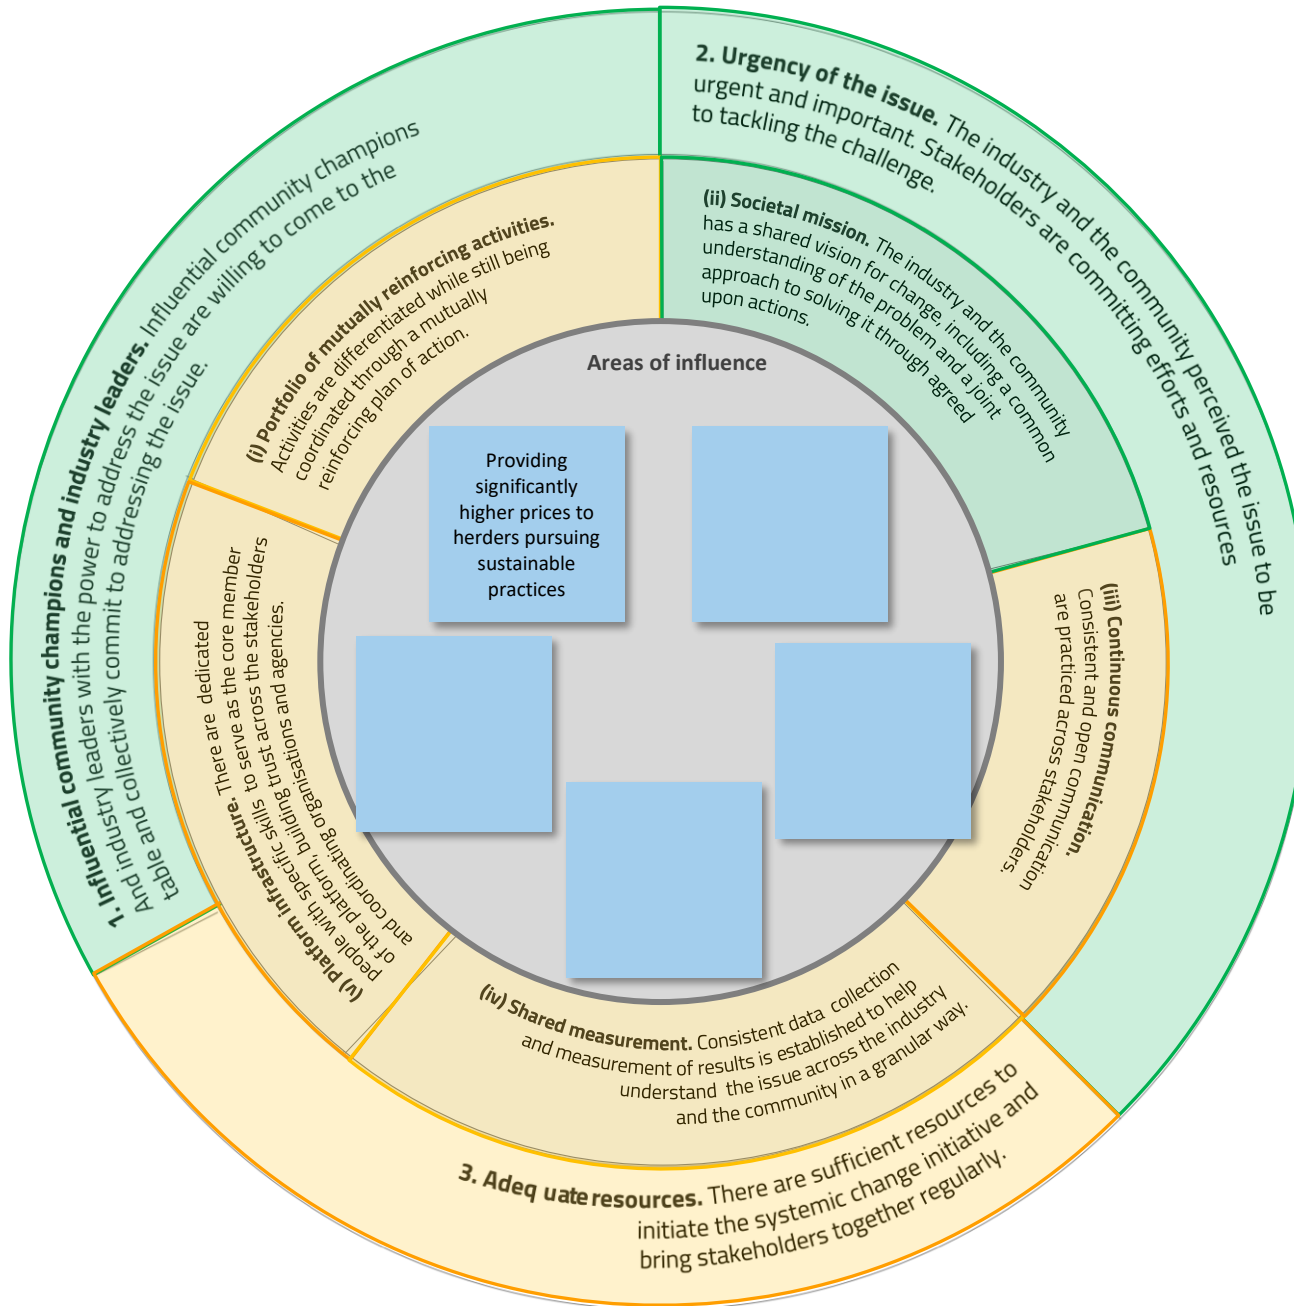 1. Influential community champions and industry leaders. Influential community champions
And industry leaders with the power to address the issue are willing to come to the
table and collectively commit to addressing the issue.
2. Urgency of the issue. The industry and the community perceived the issue to be
urgent and important. Stakeholders are committing efforts and resources
to tackling the challenge.
(i) Portfolio of mutually reinforcing activities.
Activities are differentiated while still being
coordinated through a mutually
reinforcing plan of action.
(ii) Societal mission. The industry and the community
has a shared vision for change, including a common
understanding of the problem and a joint
approach to solving it through agreed
upon actions.
Areas of influence
Providing
significantly
higher prices to
herders pursuing
sustainable
practices
(iii) Continuous communication.
Consistent and open communication
are practiced across stakeholders.
(iv) Shared measurement. Consistent data collection
and measurement of results is established to help
understand the issue across the industry
and the community in a granular way.
(v) Platform infrastructure. There are dedicated
people with specific skills to serve as the core member
of the platform, building trust across the stakeholders
and coordinating organisations and agencies.
3. Adeq uate resources. There are sufficient resources to
initiate the systemic change initiative and
bring stakeholders together regularly.